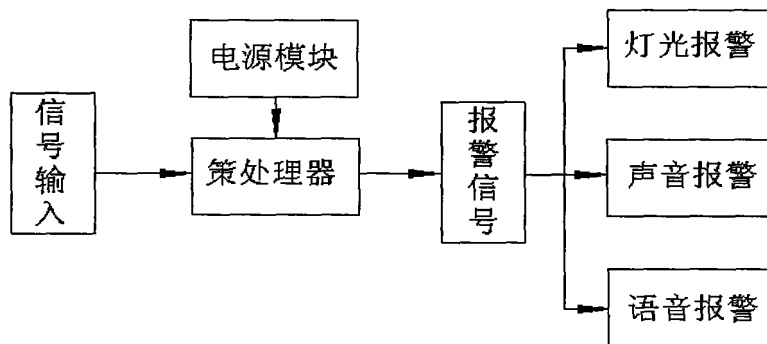 电源模块
信号输入
策处理器
报警信号
灯光报警
声音报警
语音报警